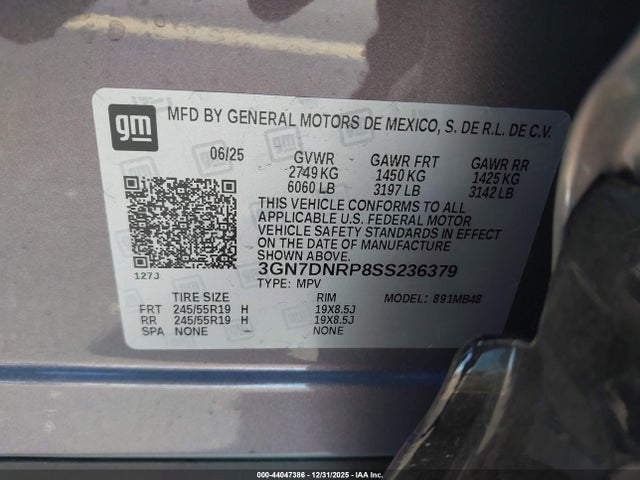 gm
MFD BY GENERAL MOTORS DE MEXICO, S. DE R.L. DE C.V.
06/25 GVWR GAWR FRT GAWR RR
2749 KG 1450 KG 1425 KG
6060 LB 3197 LB 3142 LB
THIS VEHICLE CONFORMS TO ALL
APPLICABLE U.S. FEDERAL MOTOR
VEHICLE SAFETY STANDARDS IN EFFECT
ON THE DATE OF MANUFACTURE
SHOWN ABOVE.
127J 3GN7DNRP8SS236379
TYPE: MPV MODEL: 891MB48
TIRE SIZE RIM
FRT 245/55R19 H 19X8.5J
RR 245/55R19 H 19X8.5J
SPA NONE NONE
000-44047386 - 12/31/2025 - IAA Inc.